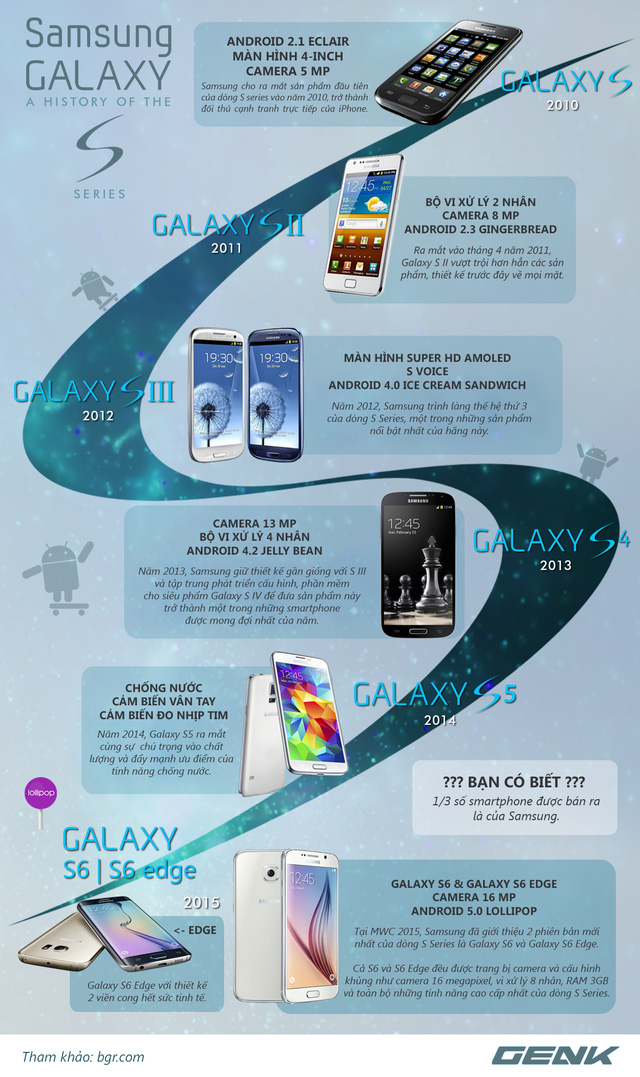 Samsung
GALAXY
A HISTORY OF THE
S
SERIES
ANDROID 2.1 ECLAIR
MÀN HÌNH 4-INCH
CAMERA 5 MP
Samsung cho ra mắt sản phẩm đầu tiên
của dòng S series vào năm 2010, trở thành
đối thủ cạnh tranh trực tiếp của iPhone.
GALAXY S
2010
GALAXY S II
2011
BỘ VI XỬ LÝ 2 NHÂN
CAMERA 8 MP
ANDROID 2.3 GINGERBREAD
Ra mắt vào tháng 4 năm 2011,
Galaxy S II vượt trội hơn hẳn các sản
phẩm, thiết kế trước đây về mọi mặt.
GALAXY S III
2012
19:30
19:30
MÀN HÌNH SUPER HD AMOLED
S VOICE
ANDROID 4.0 ICE CREAM SANDWICH
Năm 2012, Samsung trình làng thế hệ thứ 3
của dòng S Series, một trong những sản phẩm
nổi bật nhất của hãng này.
CAMERA 13 MP
BỘ VI XỬ LÝ 4 NHÂN
ANDROID 4.2 JELLY BEAN
Năm 2013, Samsung giữ thiết kế gần giống với S III
và tập trung phát triển cấu hình, phần mềm
cho siêu phẩm Galaxy S IV để đưa sản phẩm này
trở thành một trong những smartphone
được mong đợi nhất của năm.
SAMSUNG
12:45
GALAXY S4
2013
CHỐNG NƯỚC
CẢM BIẾN VÂN TAY
CẢM BIẾN ĐO NHỊP TIM
Năm 2014, Galaxy S5 ra mắt
cùng sự chú trọng vào chất
lượng và đẩy mạnh ưu điểm của
tính năng chống nước.
12:45
GALAXY S5
2014
??? BẠN CÓ BIẾT ???
1/3 số smartphone được bán ra
là của Samsung.
lollipop
GALAXY
S6 | S6 edge
2015
<- EDGE
Galaxy S6 Edge với thiết kế
2 viền cong hết sức tinh tế.
12:45
GALAXY S6 & GALAXY S6 EDGE
CAMERA 16 MP
ANDROID 5.0 LOLLIPOP
Tại MWC 2015, Samsung đã giới thiệu 2 phiên bản mới
nhất của dòng S Series là Galaxy S6 và Galaxy S6 Edge.
Cả S6 và S6 Edge đều được trang bị camera và cấu hình
khủng như camera 16 megapixel, vi xử lý 8 nhân, RAM 3GB
và toàn bộ những tính năng cao cấp nhất của dòng S Series.
Tham khảo: bgr.com
GENK